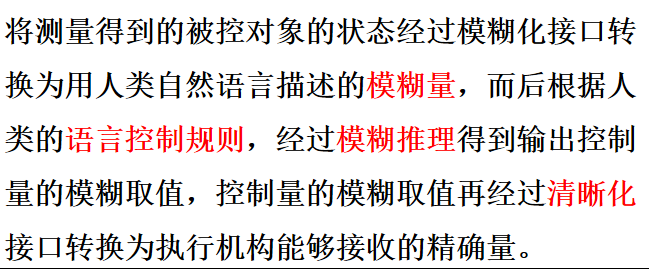 将测量得到的被控对象的状态经过模糊化接口转
换为用人类自然语言描述的模糊量，而后根据人
类的语言控制规则，经过模糊推理得到输出控制
量的模糊取值，控制量的模糊取值再经过清晰化
接口转换为执行机构能够接收的精确量。